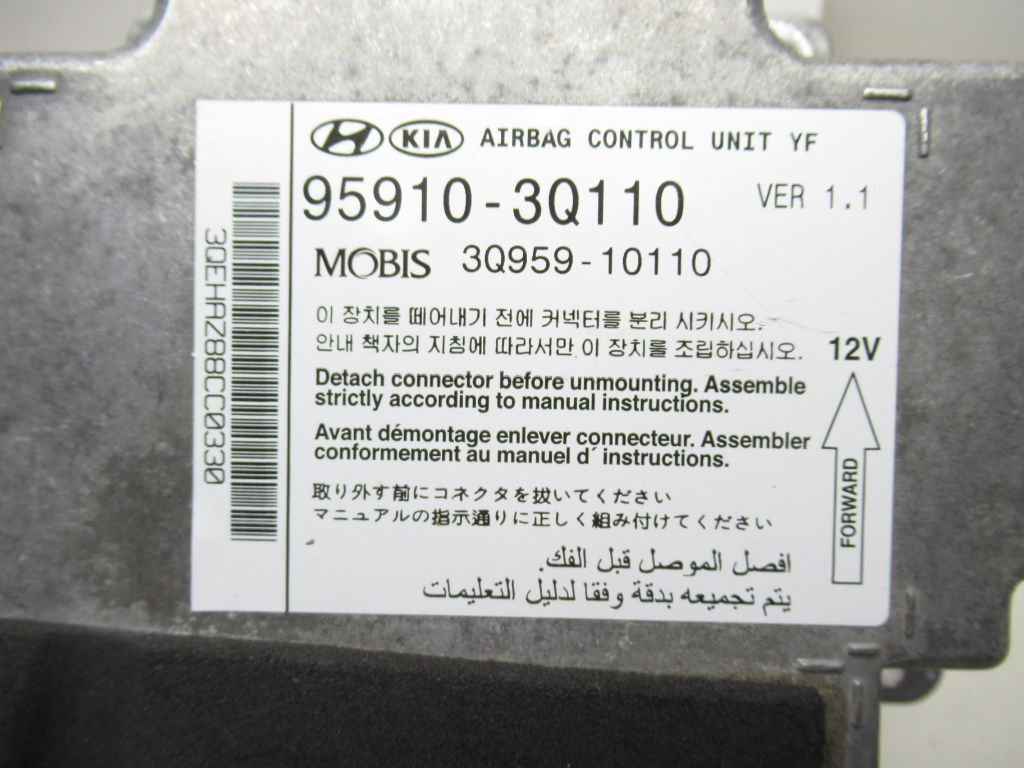 KIA AIRBAG CONTROL UNIT YF
95910-3Q110 VER 1.1
MOBIS 3Q959-10110
이 장치를 떼어내기 전에 커넥터를 분리 시키시오.
안내 책자의 지침에 따라서만 이 장치를 조립하십시오.
12V
Detach connector before unmounting. Assemble
strictly according to manual instructions.
Avant démontage enlever connecteur. Assembler
conformement au manuel d´ instructions.
取り外す前にコネクタを抜いてください
マニュアルの指示通りに正しく組み付けてください
افصل الموصل قبل الفك.
يتم تجميعه بدقة وفقا لدليل التعليمات
FORWARD
3QEHAZ88CC0330